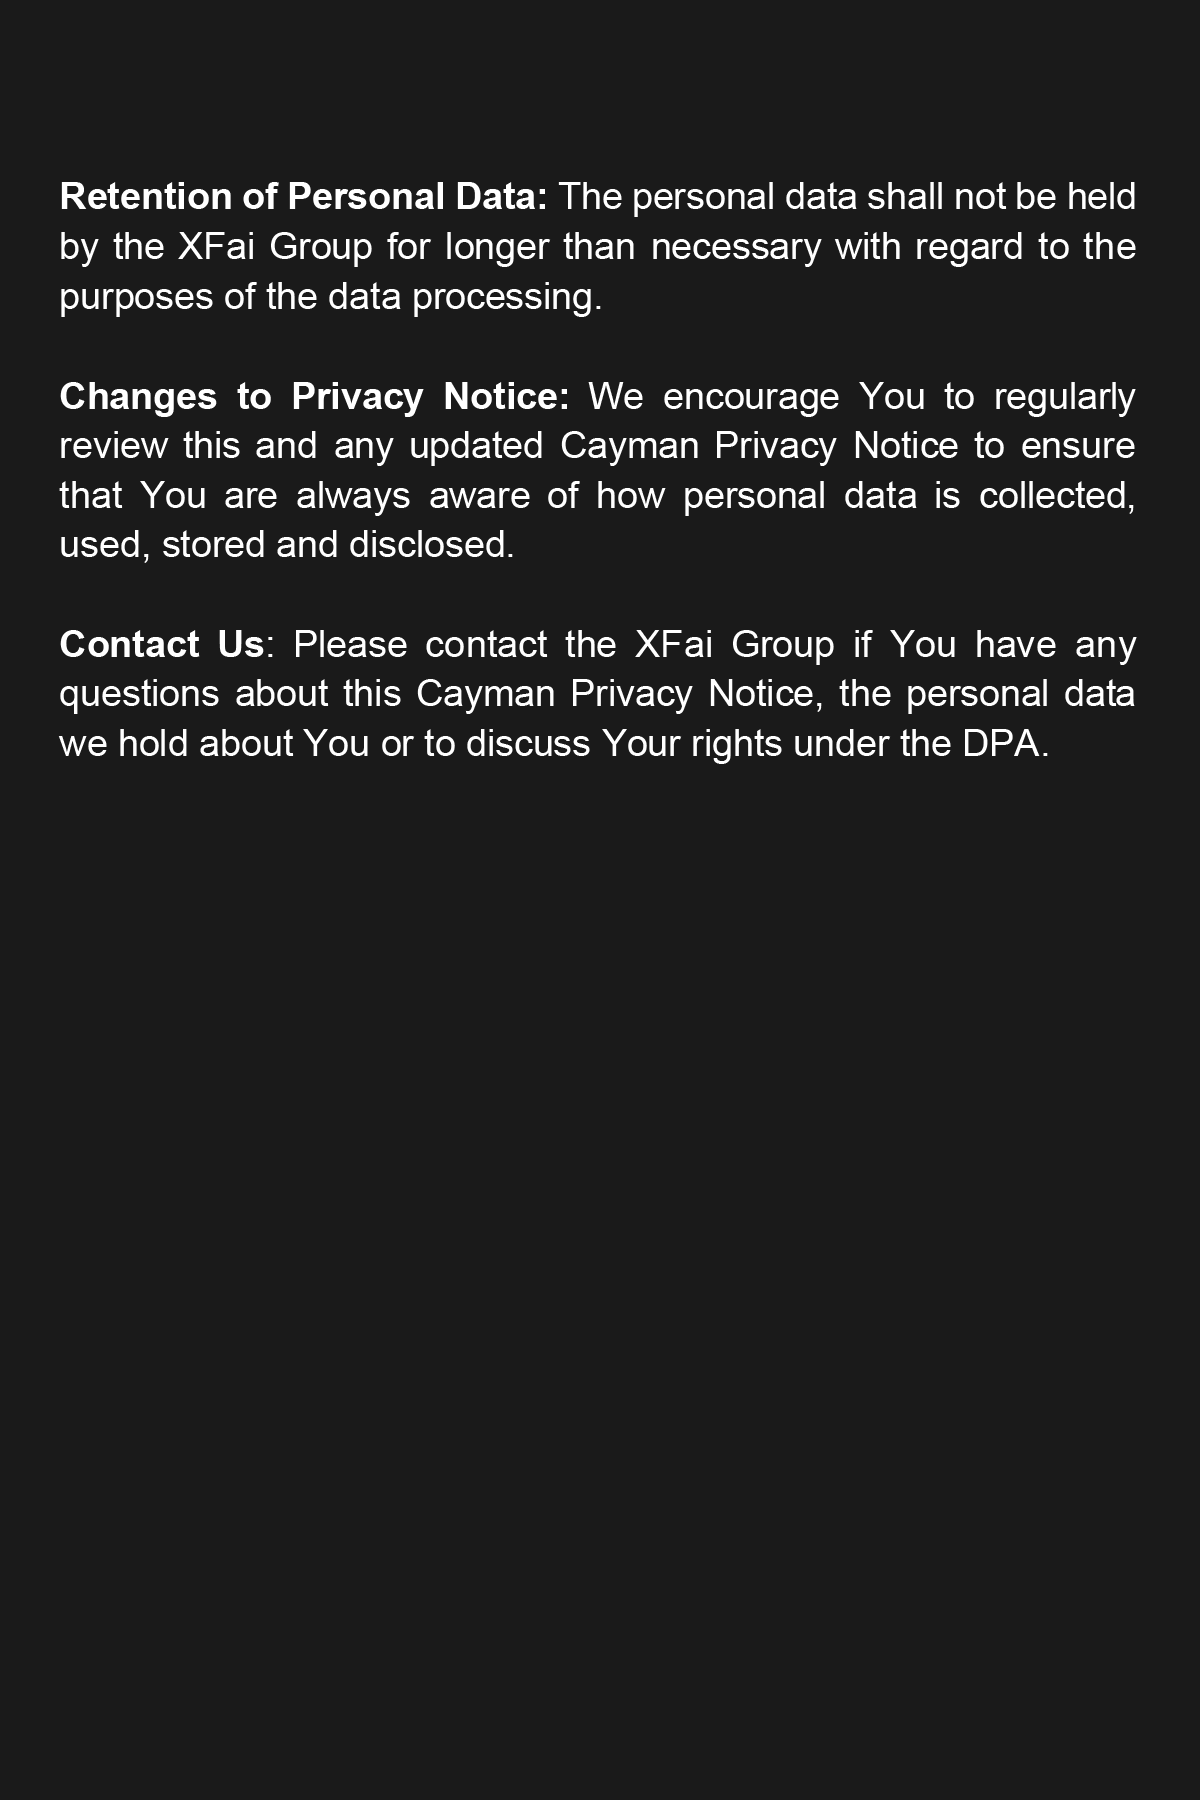 Retention of Personal Data: The personal data shall not be held
by the XFai Group for longer than necessary with regard to the
purposes of the data processing.
Changes to Privacy Notice: We encourage You to regularly
review this and any updated Cayman Privacy Notice to ensure
that You are always aware of how personal data is collected,
used, stored and disclosed.
Contact Us: Please contact the XFai Group if You have any
questions about this Cayman Privacy Notice, the personal data
we hold about You or to discuss Your rights under the DPA.